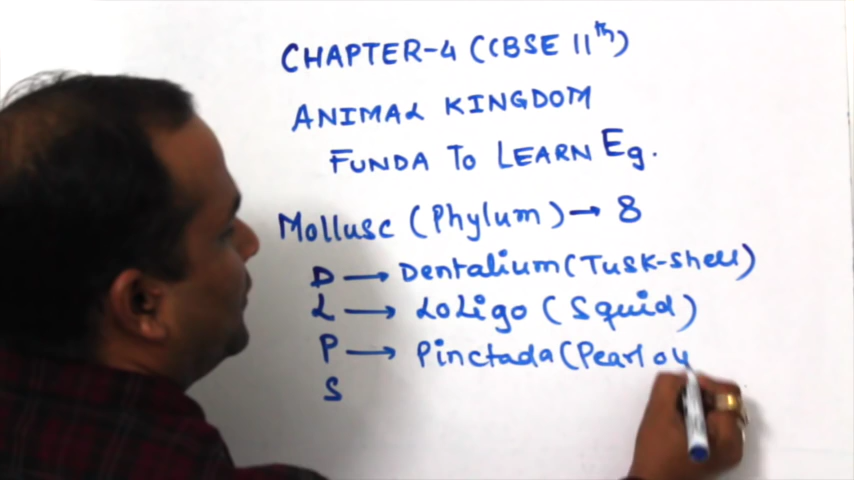 CHAPTER-4 (CBSE 11th)
ANIMAL KINGDOM
FUNDA TO LEARN Eg.
Mollusc (Phylum) → 8
D → Dentalium (Tusk-shell)
L → LoLigo (Squid)
P → Pinctada (Pearl oy
S